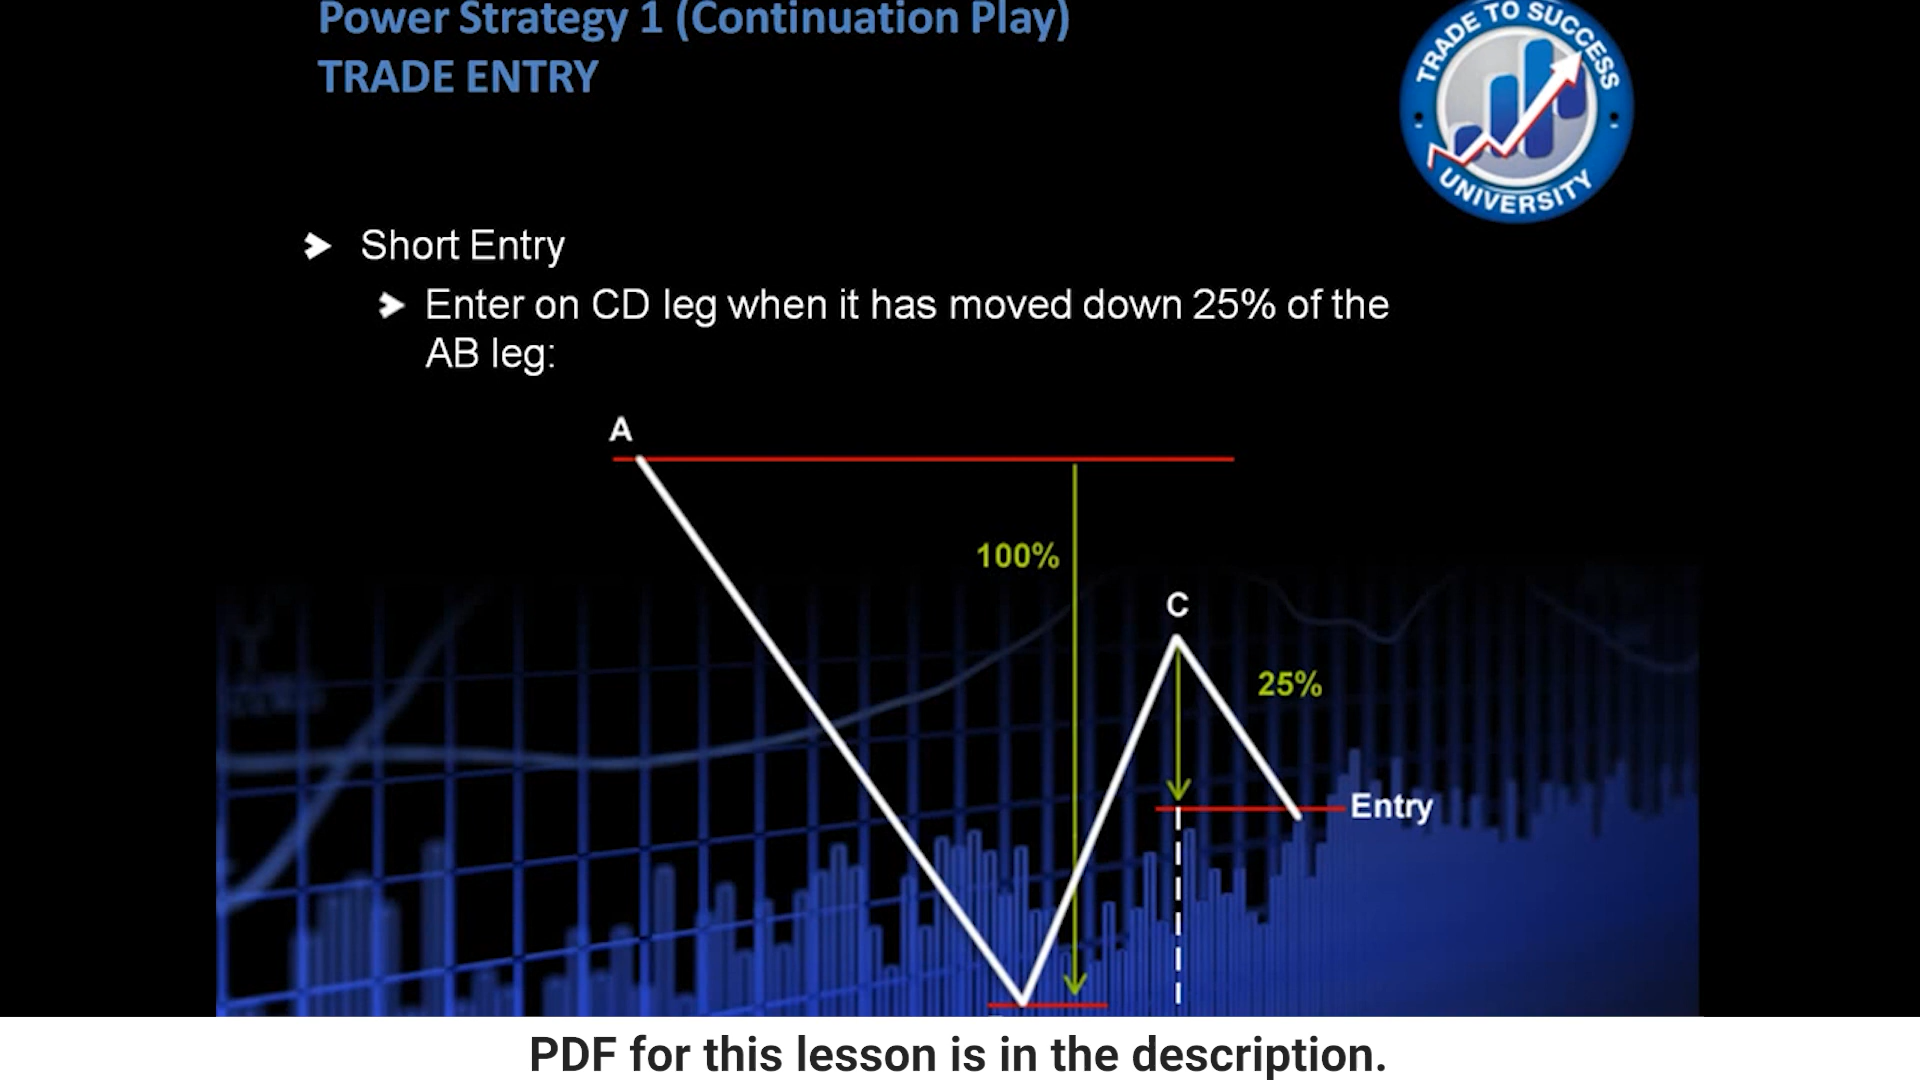 Power Strategy 1 (Continuation Play)
TRADE ENTRY
TRADE TO SUCCESS
UNIVERSITY
Short Entry
Enter on CD leg when it has moved down 25% of the
AB leg:
A
100%
C
25%
Entry
PDF for this lesson is in the description.